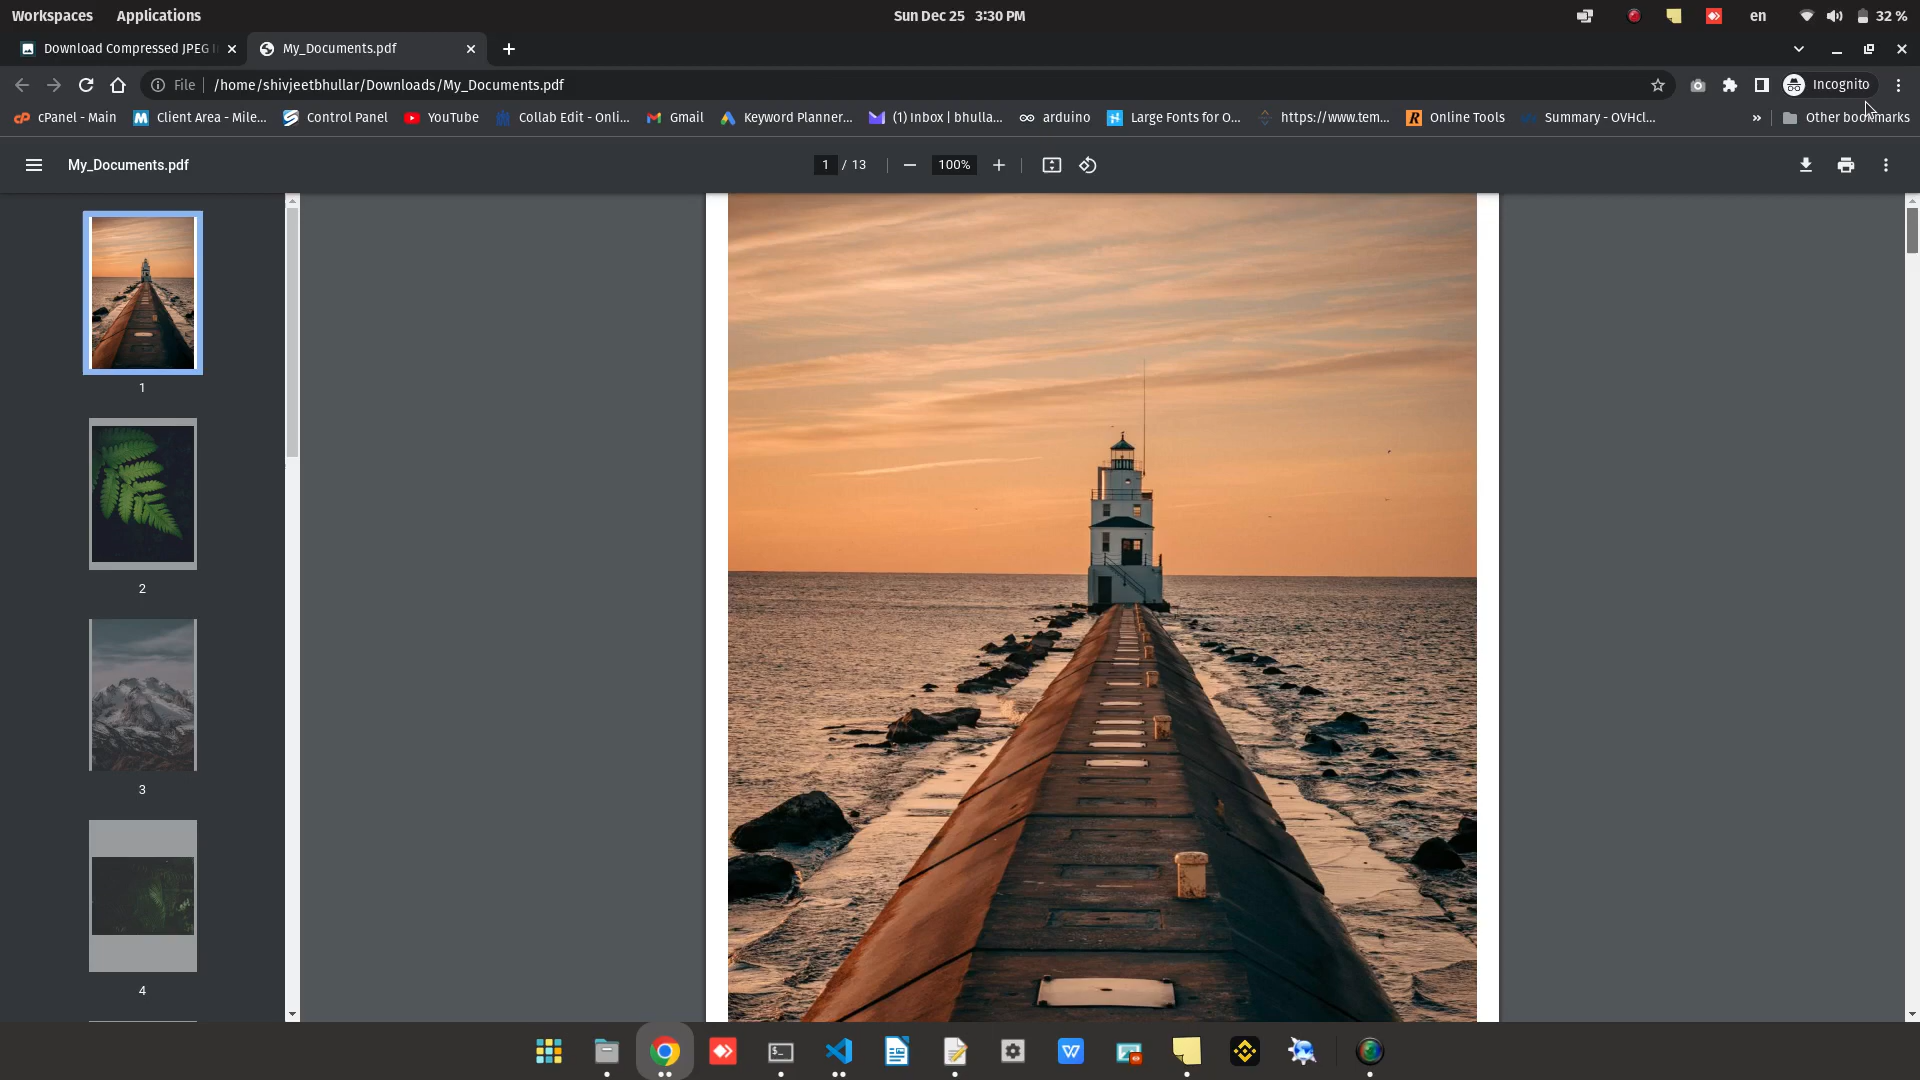 Workspaces Applications Sun Dec 25 3:30 PM en 32 %
Download Compressed JPEG I My_Documents.pdf
File /home/shivjeetbhullar/Downloads/My_Documents.pdf Incognito
cPanel - Main Client Area - Mile... Control Panel YouTube Collab Edit - Onli... Gmail Keyword Planner... (1) Inbox | bhulla... arduino Large Fonts for O... https://www.tem... Online Tools Summary - OVHcl... » Other bookmarks
My_Documents.pdf 1 / 13 100%
1
2
3
4